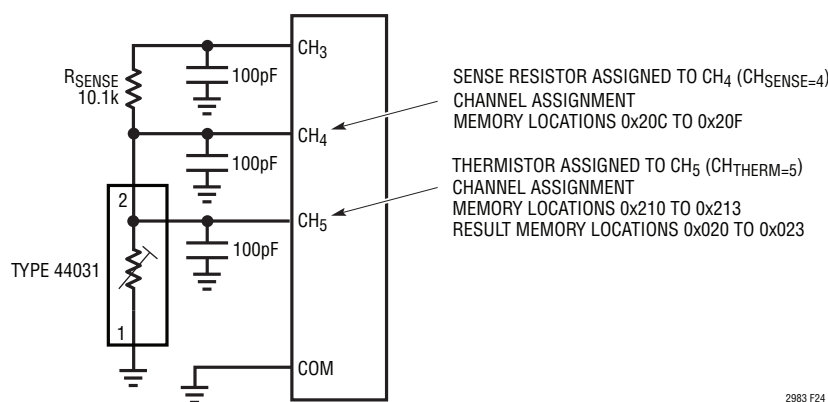 CH3
RSENSE
10.1k
100pF
CH4
100pF
2
CH5
100pF
TYPE 44031
1
COM
SENSE RESISTOR ASSIGNED TO CH4 (CHSENSE=4)
CHANNEL ASSIGNMENT
MEMORY LOCATIONS 0x20C TO 0x20F
THERMISTOR ASSIGNED TO CH5 (CHTHERM=5)
CHANNEL ASSIGNMENT
MEMORY LOCATIONS 0x210 TO 0x213
RESULT MEMORY LOCATIONS 0x020 TO 0x023
2983 F24